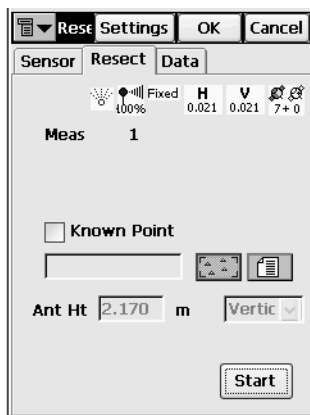 Rese Settings OK Cancel
Sensor Resect Data
Fixed H V
100% 0.021 0.021 7+0
Meas 1
Known Point
Ant Ht 2.170 m Vertic
Start